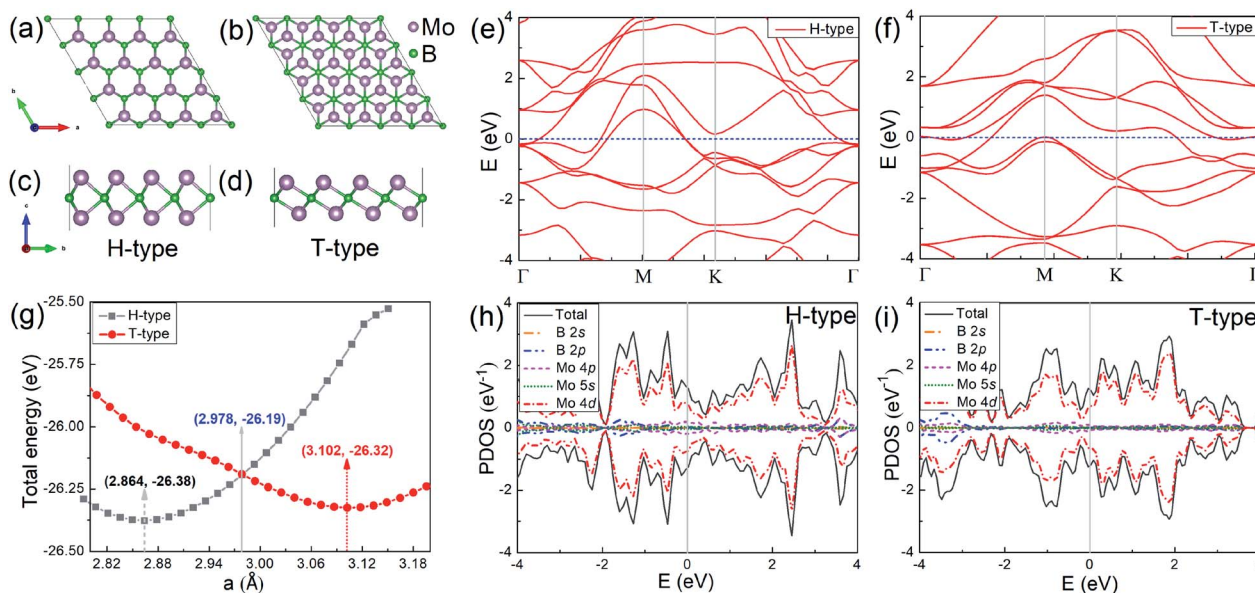 (a)
(b)
Mo
B
b
a
(c)
(d)
c
b
H-type
T-type
(e)
H-type
E (eV)
4
2
0
-2
-4
Γ M K Γ
(f)
T-type
E (eV)
4
2
0
-2
-4
Γ M K Γ
(g)
H-type
T-type
Total energy (eV)
-25.50
-25.75
-26.00
-26.25
-26.50
(2.978, -26.19)
(3.102, -26.32)
(2.864, -26.38)
2.82 2.88 2.94 3.00 3.06 3.12 3.18
a (Å)
(h)
H-type
Total
B 2s
B 2p
Mo 4p
Mo 5s
Mo 4d
PDOS (eV⁻¹)
4
2
0
-2
-4
-4 -2 0 2 4
E (eV)
(i)
T-type
Total
B 2s
B 2p
Mo 4p
Mo 5s
Mo 4d
PDOS (eV⁻¹)
4
2
0
-2
-4
-4 -2 0 2 4
E (eV)